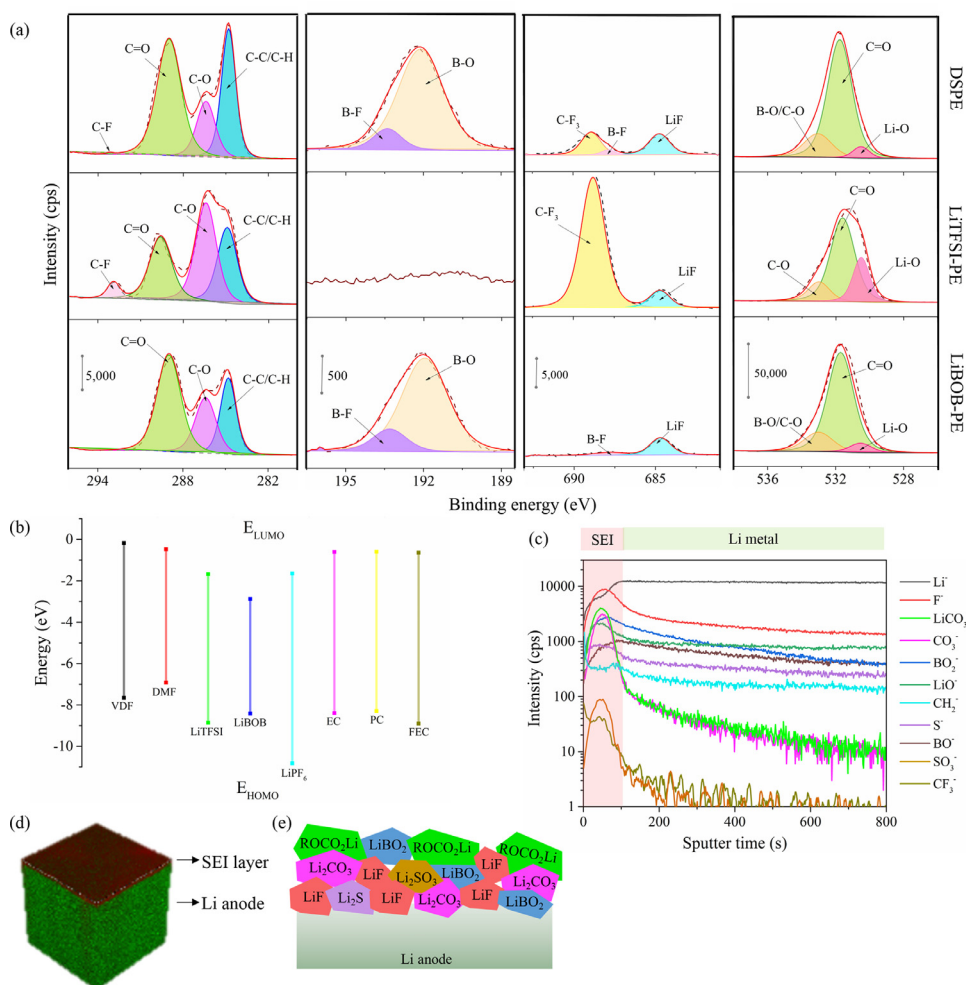 (a)
C=O
C-O
C-C/C-H
C-F
B-O
B-F
C-F3
B-F
LiF
C=O
B-O/C-O
Li-O
DSPE
C=O
C-O
C-C/C-H
C-F
C-F3
LiF
C=O
C-O
Li-O
LiTFSI-PE
C=O
C-O
C-C/C-H
5,000
500
B-O
B-F
5,000
B-F
LiF
50,000
C=O
B-O/C-O
Li-O
LiBOB-PE
Intensity (cps)
294 288 282 195 192 189 690 685 536 532 528
Binding energy (eV)
(b)
ELUMO
0
-2
-4
-6
-8
-10
Energy (eV)
VDF
DMF
LiTFSI
LiBOB
LiPF6
EC
PC
FEC
EHOMO
(c)
SEI Li metal
10000
1000
100
10
1
Intensity (cps)
0 200 400 600 800
Sputter time (s)
Li-
F-
LiCO3-
CO3-
BO2-
LiO-
CH2-
S-
BO-
SO3-
CF3-
(d)
SEI layer
Li anode
(e)
ROCO2Li LiBO2 ROCO2Li ROCO2Li
Li2CO3 LiF Li2SO3 LiBO2 LiF Li2CO3
LiF Li2S LiF Li2CO3 LiF LiBO2
Li anode